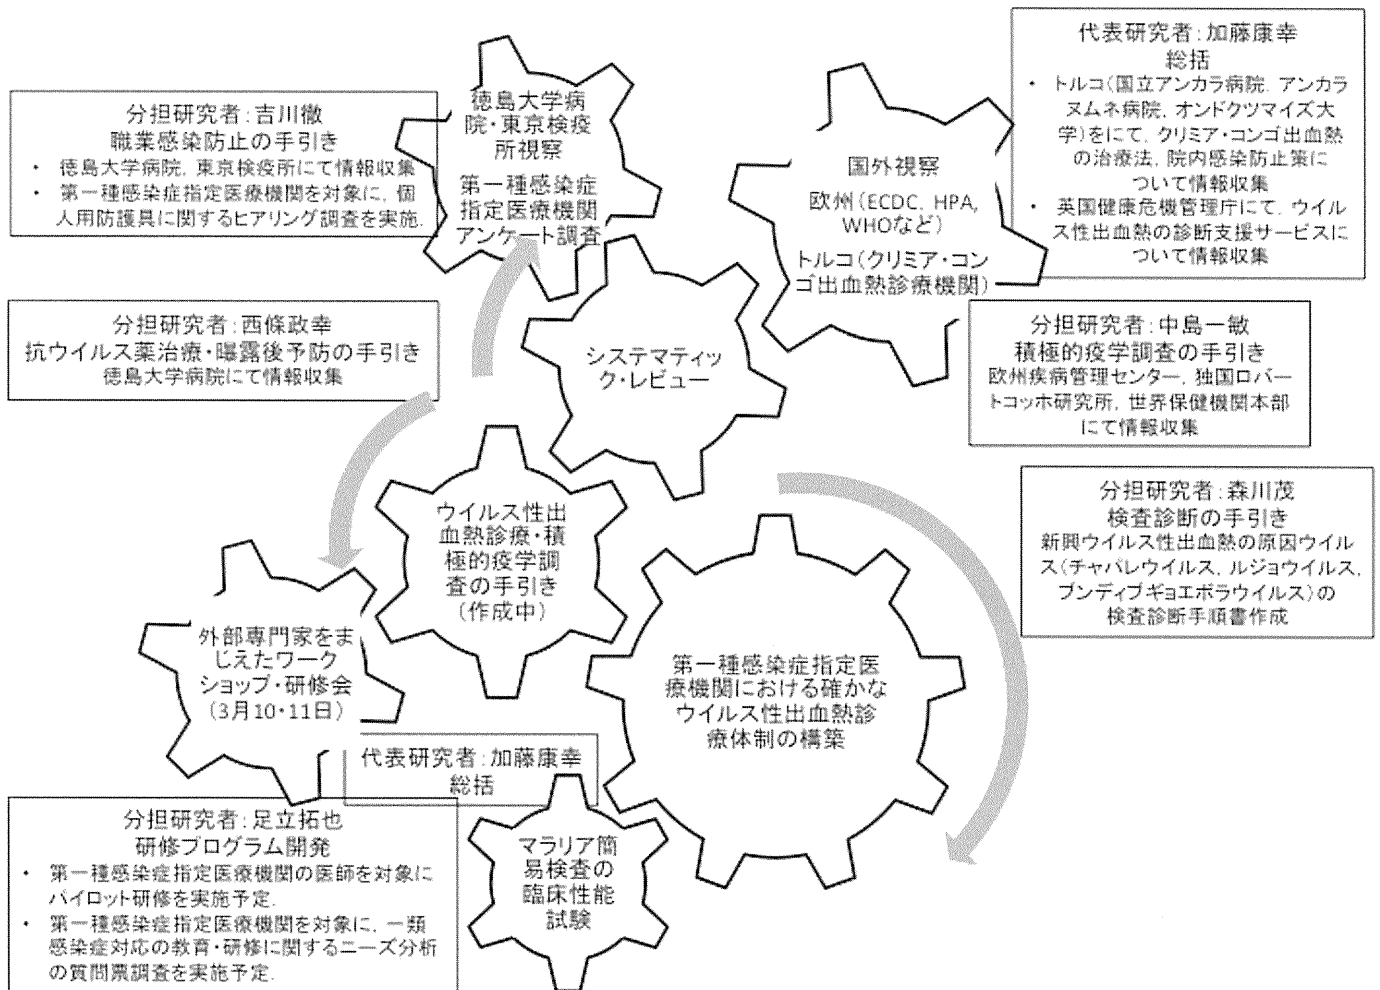 分担研究者:吉川徹
職業感染防止の手引き
• 徳島大学病院, 東京検疫所にて情報収集
• 第一種感染症指定医療機関を対象に, 個
人用防護具に関するヒアリング調査を実施.
徳島大学病
院・東京検疫
所視察
第一種感染症
指定医療機関
アンケート調査
国外視察
欧州(ECDC, HPA,
WHOなど)
トルコ(クリミア・コン
ゴ出血熱診療機関)
代表研究者:加藤康幸
総括
• トルコ(国立アンカラ病院, アンカラ
ヌムネ病院, オンドクツマイズ大
学)をにて, クリミア・コンゴ出血熱
の治療法, 院内感染防止策に
ついて情報収集
• 英国健康危機管理庁にて, ウイル
ス性出血熱の診断支援サービスに
ついて情報収集
分担研究者:西條政幸
抗ウイルス薬治療・曝露後予防の手引き
徳島大学病院にて情報収集
システマティッ
ク・レビュー
分担研究者:中島一敏
積極的疫学調査の手引き
欧州疾病管理センター, 独国ロバー
トコッホ研究所, 世界保健機関本部
にて情報収集
ウイルス性出
血熱診療・積
極的疫学調
査の手引き
(作成中)
分担研究者:森川茂
検査診断の手引き
新興ウイルス性出血熱の原因ウイル
ス(チャパレウイルス, ルジョウイルス,
ブンディブギョエボラウイルス)の
検査診断手順書作成
外部専門家をま
じえたワーク
ショップ・研修会
(3月10・11日)
第一種感染症指定医
療機関における確かな
ウイルス性出血熱診
療体制の構築
代表研究者:加藤康幸
総括
分担研究者:足立拓也
研修プログラム開発
• 第一種感染症指定医療機関の医師を対象に
パイロット研修を実施予定.
• 第一種感染症指定医療機関を対象に, 一類
感染症対応の教育・研修に関するニーズ分析
の質問票調査を実施予定.
マラリア簡
易検査の
臨床性能
試験